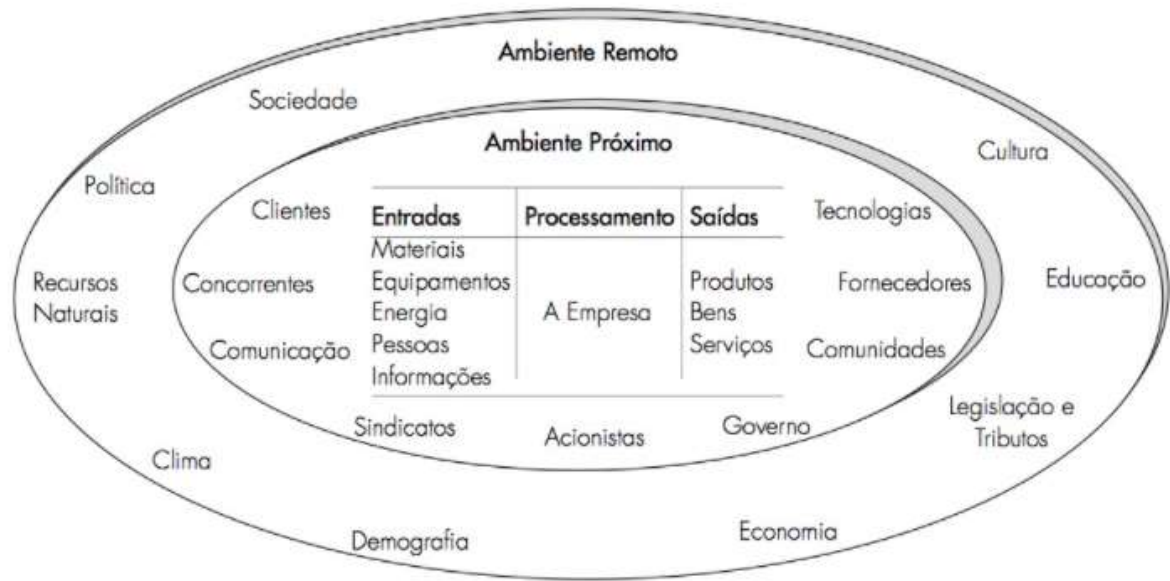 Ambiente Remoto
Sociedade
Ambiente Próximo
Cultura
Política
Clientes
Entradas Processamento Saídas
Tecnologias
Materiais
Recursos
Naturais
Concorrentes
Equipamentos
Produtos
Fornecedores
Educação
Energia
A Empresa
Bens
Comunicação
Pessoas
Serviços
Comunidades
Informações
Legislação e
Tributos
Sindicatos
Acionistas
Governo
Clima
Demografia
Economia